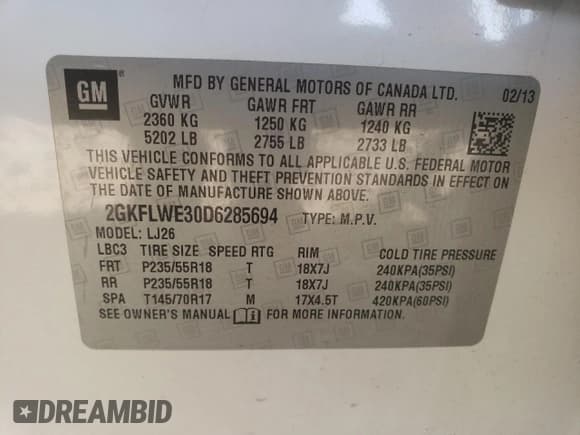 GM ® MFD BY GENERAL MOTORS OF CANADA LTD. 02/13
GVWR GAWR FRT GAWR RR
2360 KG 1250 KG 1240 KG
5202 LB 2755 LB 2733 LB
THIS VEHICLE CONFORMS TO ALL APPLICABLE U.S. FEDERAL MOTOR
VEHICLE SAFETY AND THEFT PREVENTION STANDARDS IN EFFECT ON
THE DATE OF MANUFACTURE SHOWN ABOVE.
2GKFLWE30D6285694 TYPE: M.P.V.
MODEL: LJ26
LBC3 TIRE SIZE SPEED RTG RIM COLD TIRE PRESSURE
FRT P235/55R18 T 18X7J 240KPA(35PSI)
RR P235/55R18 T 18X7J 240KPA(35PSI)
SPA T145/70R17 M 17X4.5T 420KPA(60PSI)
SEE OWNER'S MANUAL FOR MORE INFORMATION.
DREAMBID